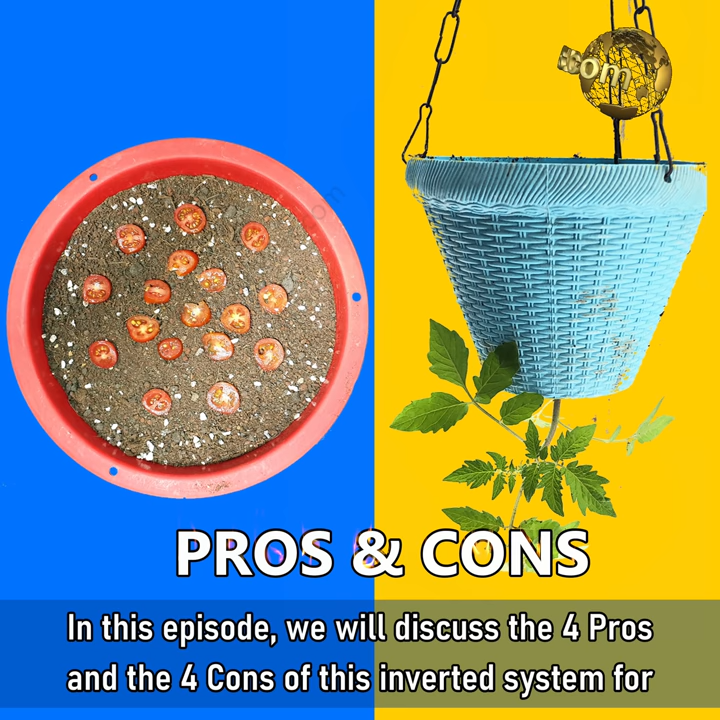 com
PROS & CONS
In this episode, we will discuss the 4 Pros
and the 4 Cons of this inverted system for